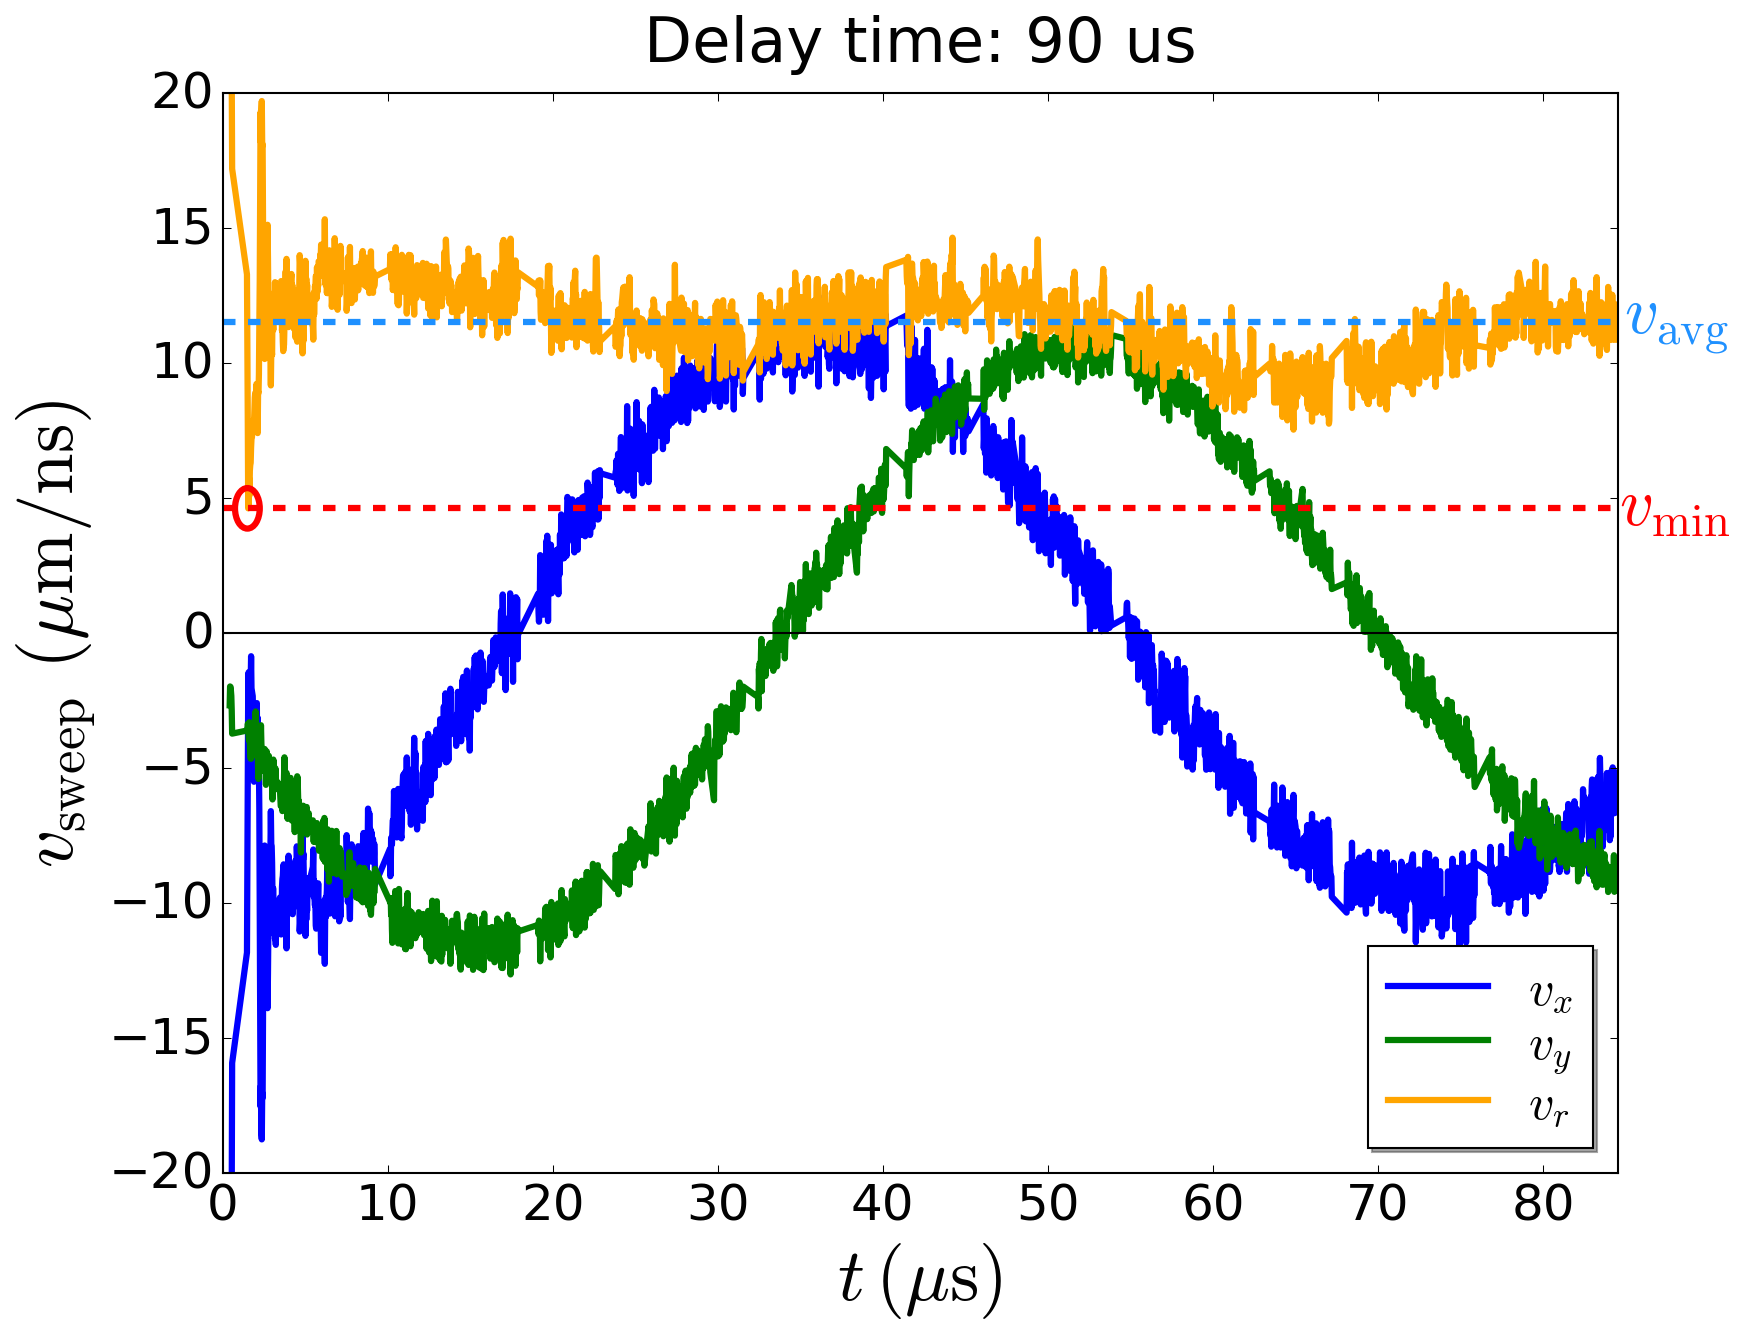 Delay time: 90 us
v_sweep (μm/ns)
20
15
10
5
0
−5
−10
−15
−20
v_avg
v_min
v_x
v_y
v_r
0 10 20 30 40 50 60 70 80
t (μs)